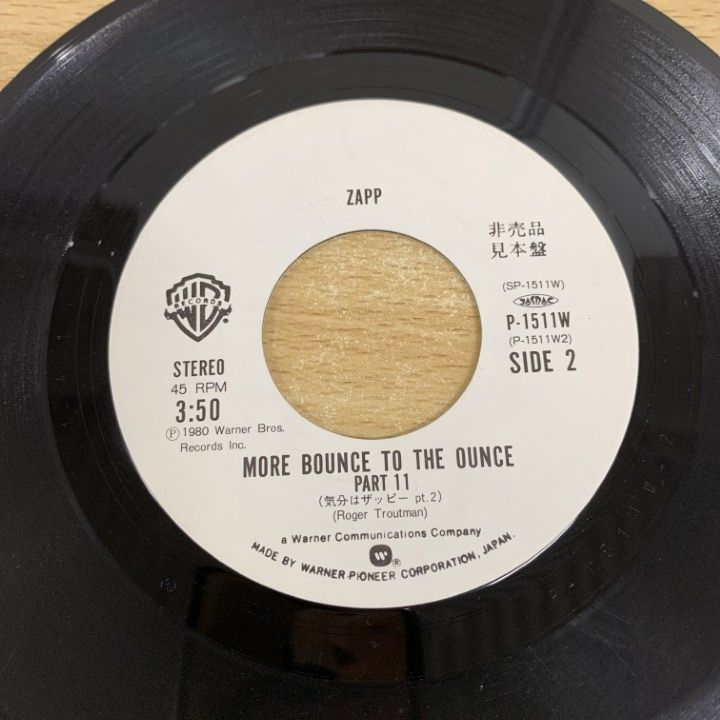 ZAPP
非売品
見本盤
W
RECORDS
®
(SP-1511W)
JASRAC
P-1511W
(P-1511W2)
SIDE 2
STEREO
45 RPM
3:50
Ⓟ 1980 Warner Bros.
Records Inc.
MORE BOUNCE TO THE OUNCE
PART 11
(気分はザッピー pt.2)
(Roger Troutman)
a Warner Communications Company
®
MADE BY WARNER-PIONEER CORPORATION, JAPAN.